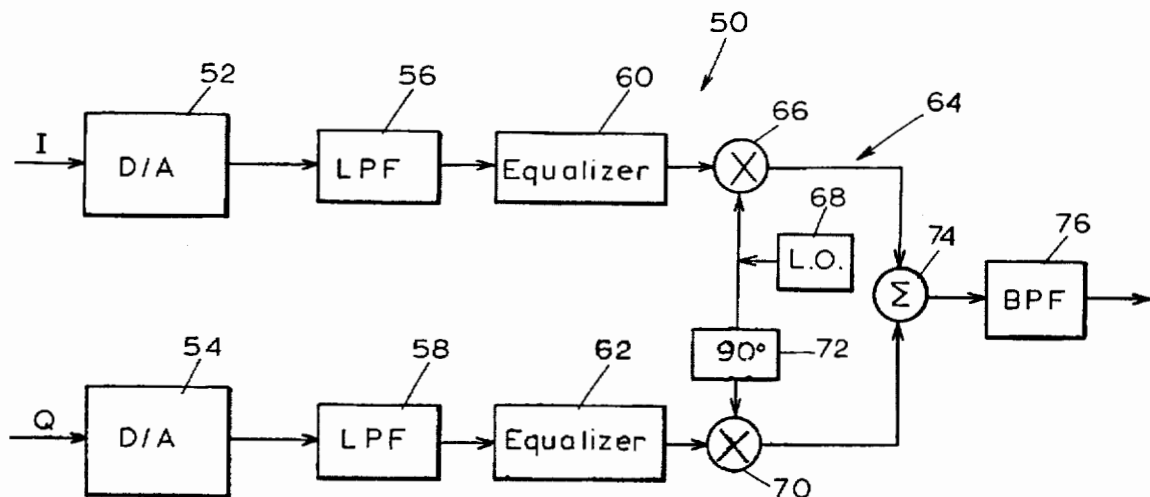 50
52
56
60
66
64
I
D/A
LPF
Equalizer
68
L.O.
74
76
Σ
BPF
54
58
62
90°
72
Q
D/A
LPF
Equalizer
70